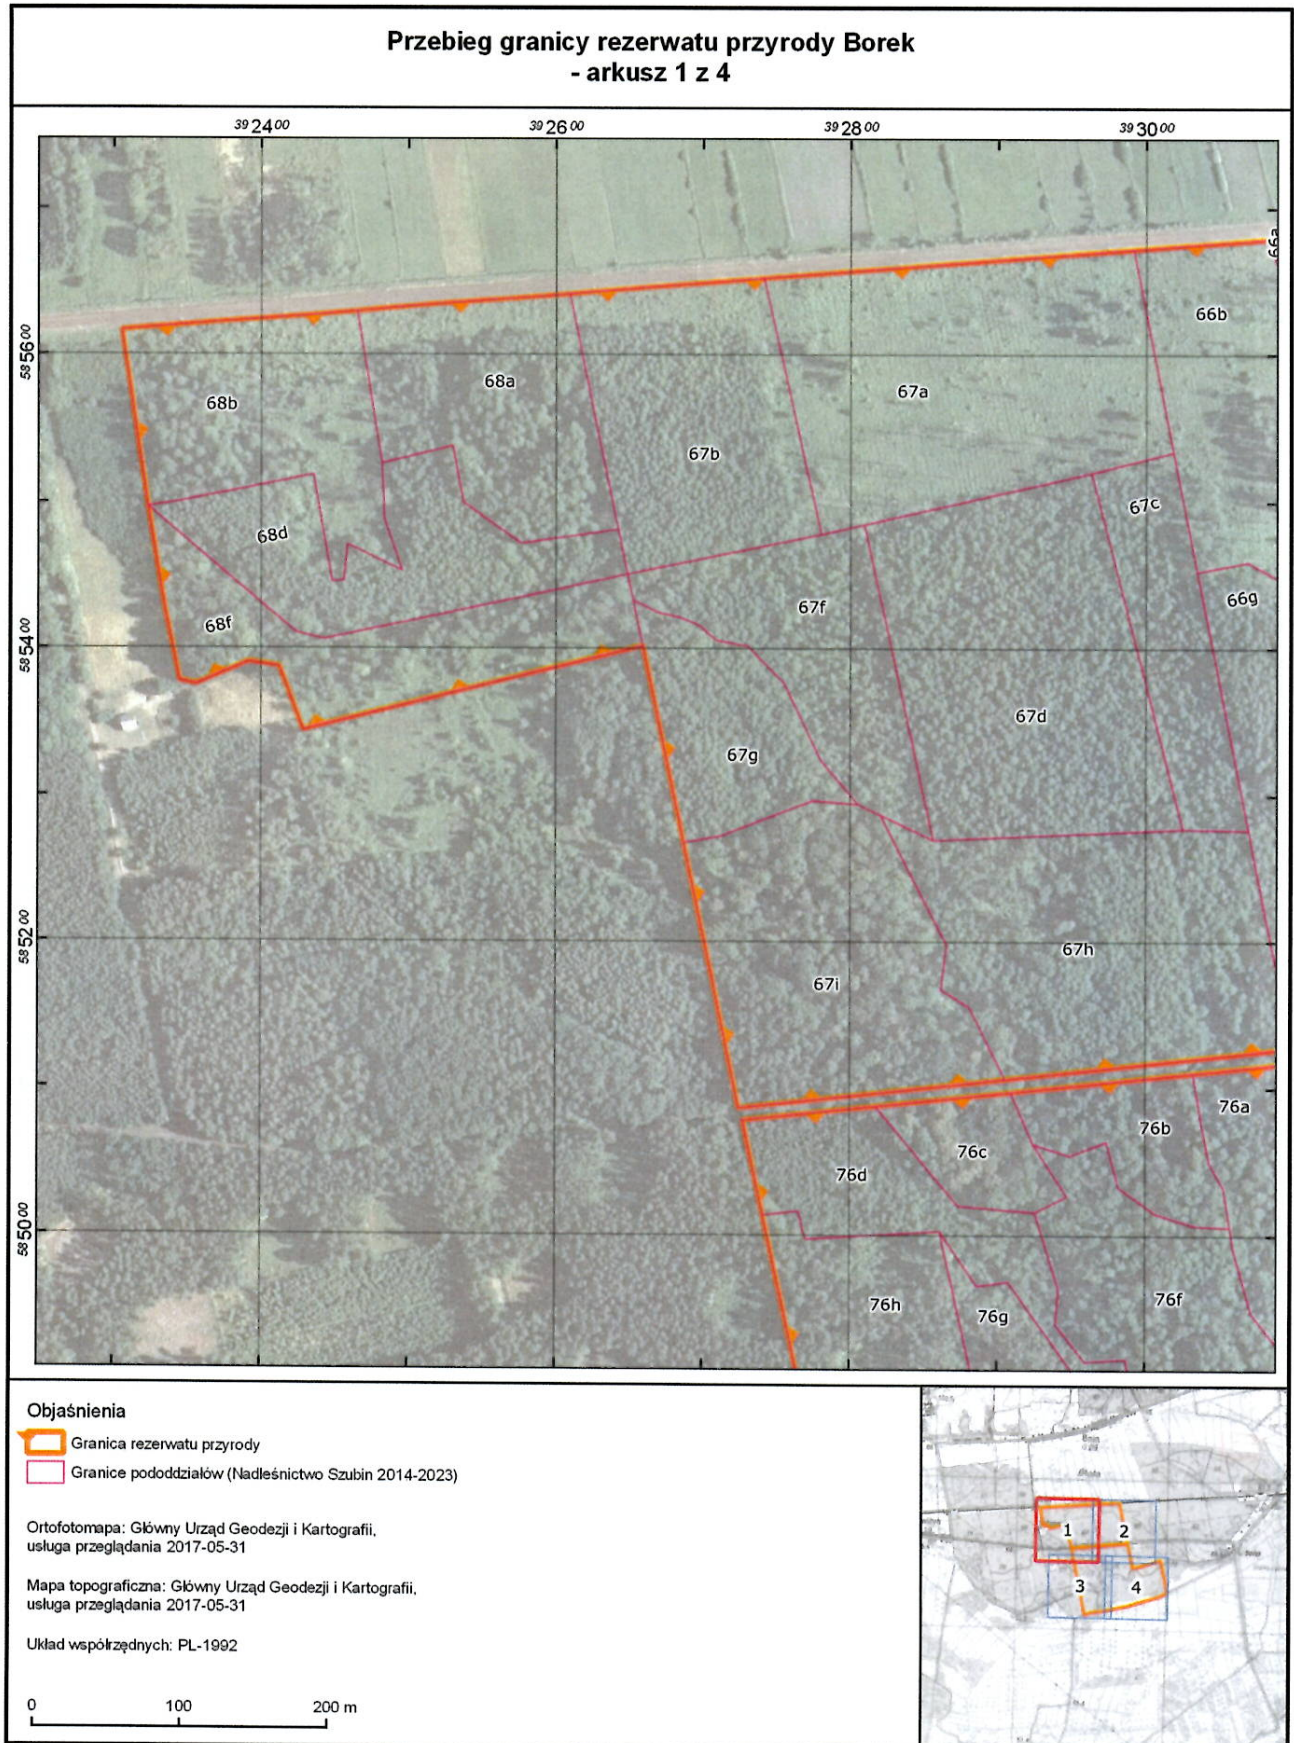 Przebieg granicy rezerwatu przyrody Borek
- arkusz 1 z 4
39 24 00
39 26 00
39 28 00
39 30 00
66a
66b
58 56 00
68a
67a
68b
67b
67c
68d
66g
67f
68f
58 54 00
67d
67g
58 52 00
67h
67i
76a
76b
76c
76d
58 50 00
76f
76h
76g
Objaśnienia
Granica rezerwatu przyrody
Granice pododdziałów (Nadleśnictwo Szubin 2014-2023)
Ortofotomapa: Główny Urząd Geodezji i Kartografii,
usługa przeglądania 2017-05-31
Mapa topograficzna: Główny Urząd Geodezji i Kartografii,
usługa przeglądania 2017-05-31
Układ współrzędnych: PL-1992
0 100 200 m
1 2
3 4